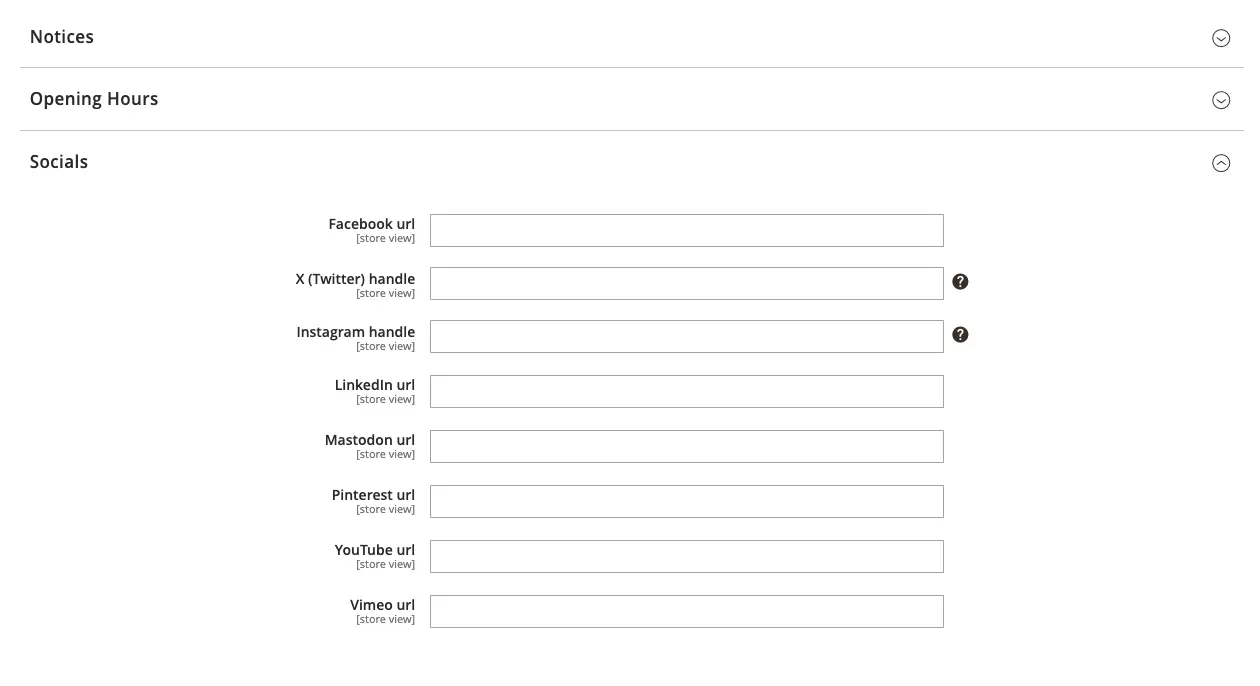 Notices
Opening Hours
Socials
Facebook url
[store view]
X (Twitter) handle
[store view]
?
Instagram handle
[store view]
?
LinkedIn url
[store view]
Mastodon url
[store view]
Pinterest url
[store view]
YouTube url
[store view]
Vimeo url
[store view]